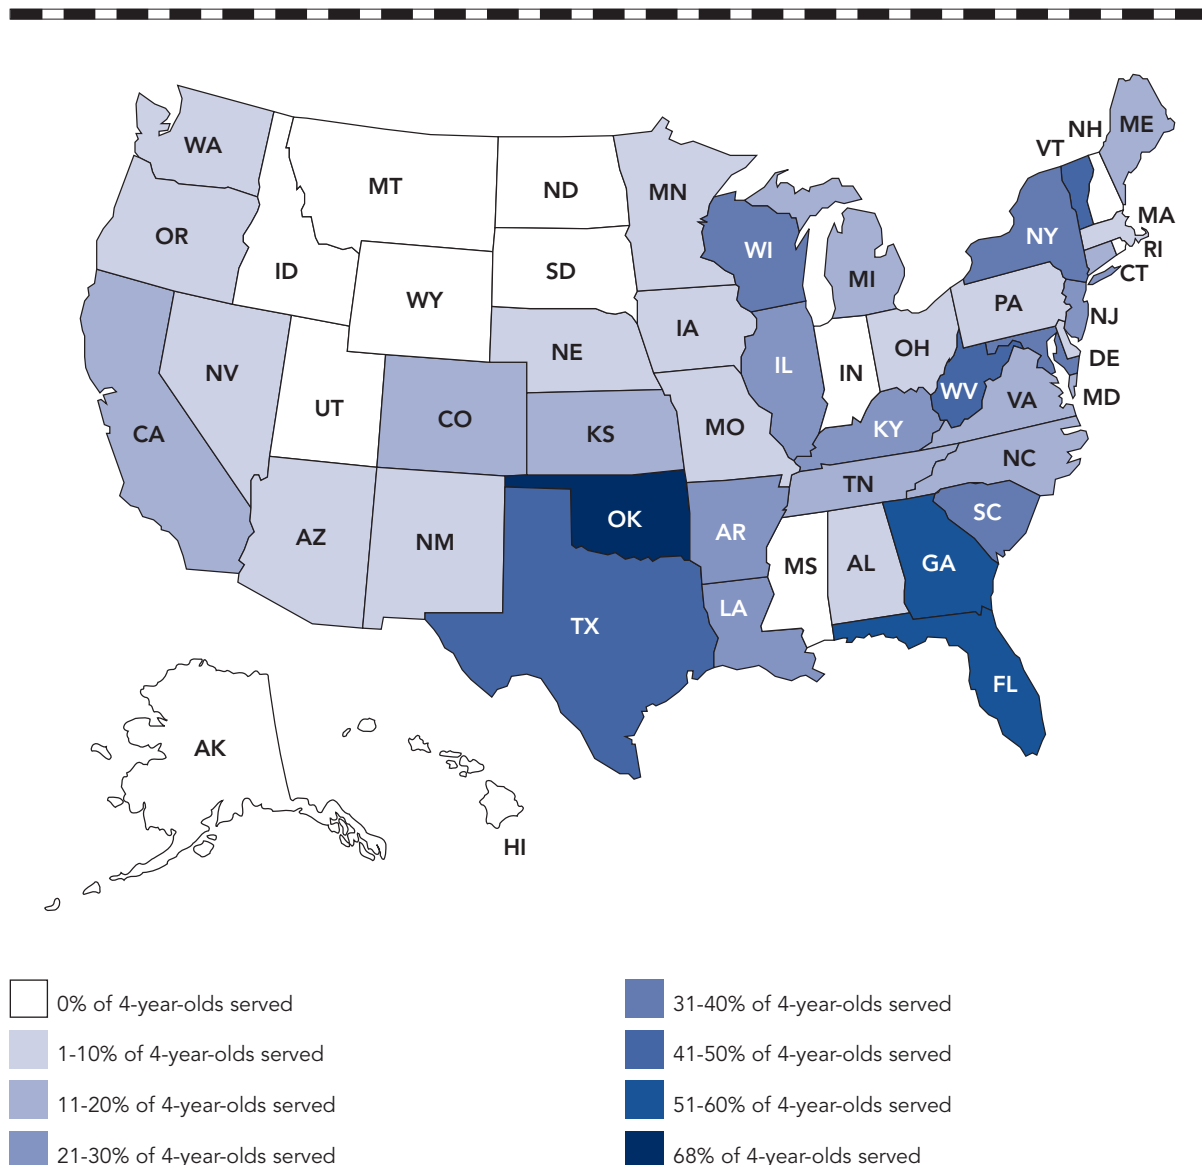 NH
ME
VT
WA
MT
ND
MN
MA
OR
NY
WI
RI
ID
SD
MI
CT
WY
PA
NJ
IA
OH
NE
DE
NV
IL
IN
WV
MD
UT
CO
VA
CA
KS
MO
KY
NC
TN
SC
OK
AR
AZ
NM
MS
AL
GA
LA
TX
FL
AK
HI
0% of 4-year-olds served
1-10% of 4-year-olds served
11-20% of 4-year-olds served
21-30% of 4-year-olds served
31-40% of 4-year-olds served
41-50% of 4-year-olds served
51-60% of 4-year-olds served
68% of 4-year-olds served